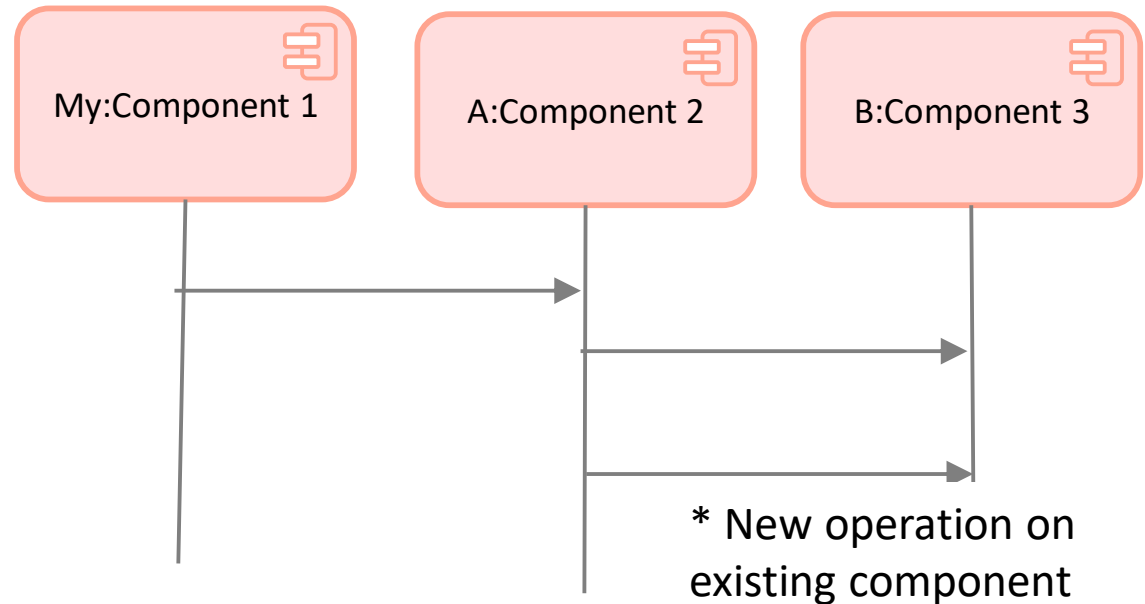 My:Component 1
A:Component 2
B:Component 3
* New operation on
existing component